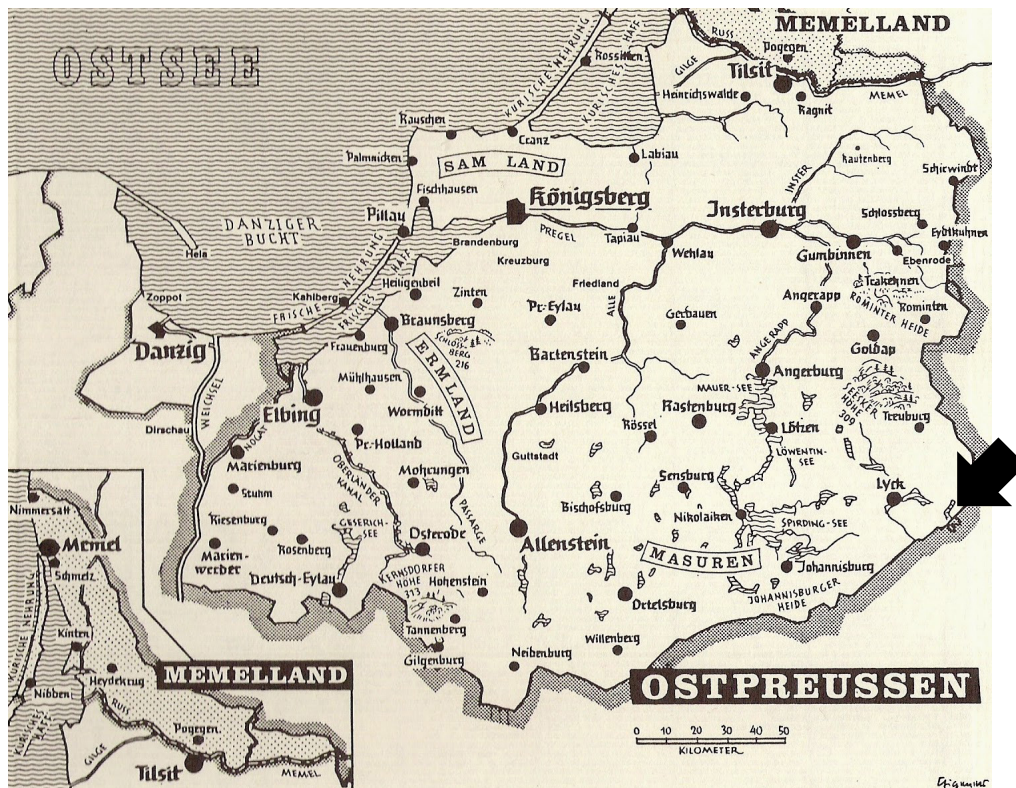 OSTSEE
MEMELLAND
RUSS
Pogegen
GILGE
Tilsit
Rossitten
KURISCHE NEHRUNG
KURISCHES HAFF
Heinrichswalde
Ragnit
MEMEL
Rauschen
Cranz
Palmnicken
SAMLAND
Labiau
INSTER
Kautenberg
Schirwindt
Fischhausen
Königsberg
Insterburg
Schlossberg
Pillau
DANZIGER
BUCHT
Hela
PREGEL
Tapiau
Wehlau
Gumbinnen
Eydtkuhnen
Ebenrode
Brandenburg
Kreuzburg
FRISCHE NEHRUNG
FRISCHES HAFF
Heiligenbeil
Zinten
Friedland
Trakehnen
Zoppot
Kahlberg
Pr.-Eylau
ALLE
Gerdauen
Angerapp
ROMINTER HEIDE
Rominten
Danzig
Braunsberg
SCHLOSS
BERG
216
Frauenburg
ERMLAND
ANGERAPP
Goldap
Bartenstein
Angerburg
WEICHSEL
Mühlhausen
MAUER-SEE
SEESKER
HÖHE
309
Treuburg
Elbing
Wormditt
Heilsberg
Rastenburg
Rössel
Lötzen
Dirschau
NOGAT
Pr.-Holland
Guttstadt
LÖWENTIN-
SEE
Marienburg
OBERLÄNDER
KANAL
Mohrungen
Sensburg
Lyck
Stuhm
PASSARGE
Bischofsburg
Nikolaiken
SPIRDING-SEE
Riesenburg
GESERICH-
SEE
Rosenberg
Osterode
Allenstein
MASUREN
Marien-
werder
Deutsch-Eylau
KERNSDORFER
HÖHE
313
Hohenstein
Johannisburg
JOHANNISBURGER
HEIDE
Ortelsburg
Tannenberg
Gilgenburg
Willenberg
Neidenburg
OSTPREUSSEN
0 10 20 30 40 50
KILOMETER
Nimmersatt
Memel
Schmelz
KURISCHE NEHRUNG
Kinten
MEMELLAND
Heydekrug
Nidden
RUSS
KURISCHES
HAFF
Pogegen
GILGE
Tilsit
MEMEL